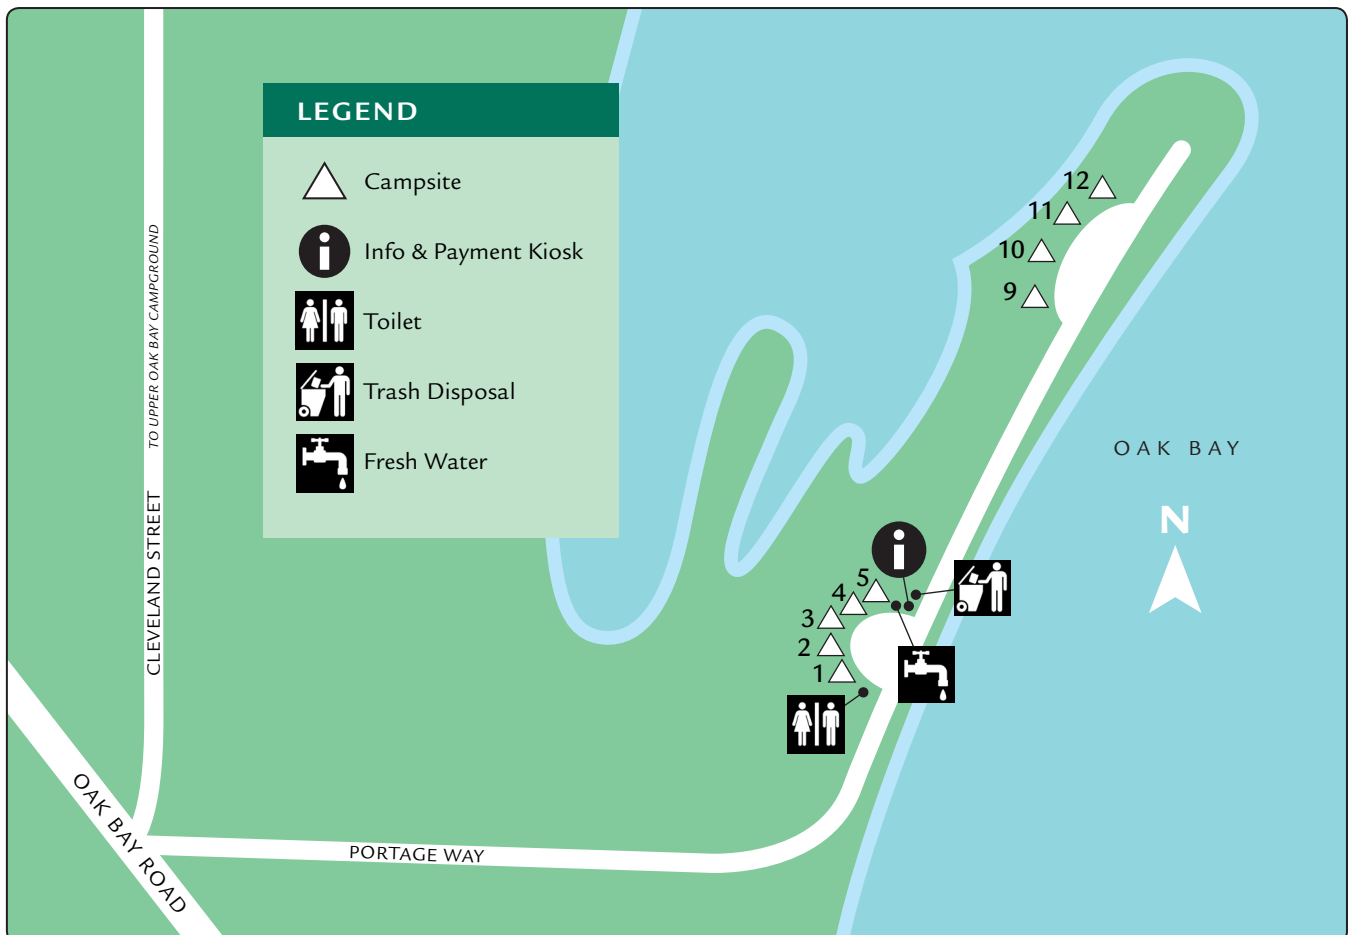 LEGEND
Campsite
Info & Payment Kiosk
Toilet
Trash Disposal
Fresh Water
TO UPPER OAK BAY CAMPGROUND
CLEVELAND STREET
OAK BAY ROAD
PORTAGE WAY
12
11
10
9
OAK BAY
N
5
4
3
2
1